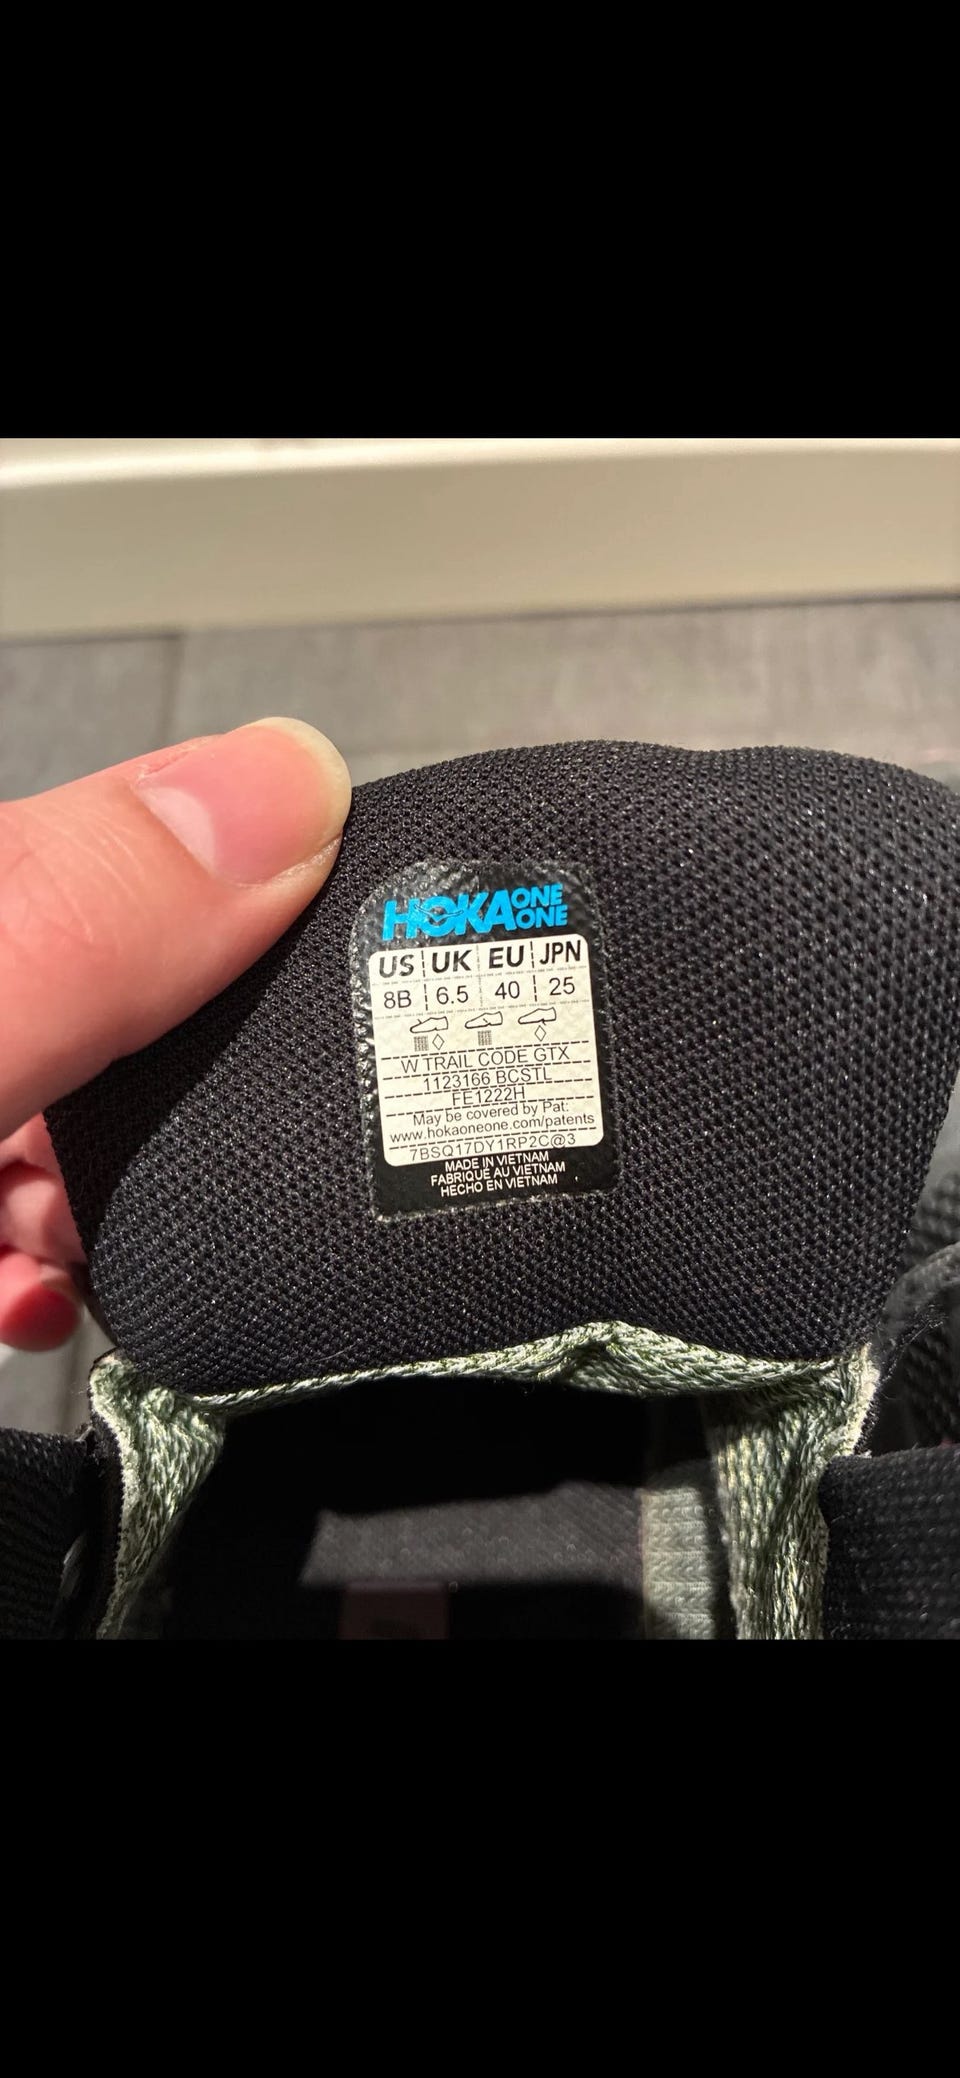 HOKA ONE ONE
US UK EU JPN
8B 6.5 40 25
W TRAIL CODE GTX
1123166 BCSTL
FE1222H
May be covered by Pat:
www.hokaoneone.com/patents
7BSQ17DY1RP2C@3
MADE IN VIETNAM
FABRIQUÉ AU VIETNAM
HECHO EN VIETNAM